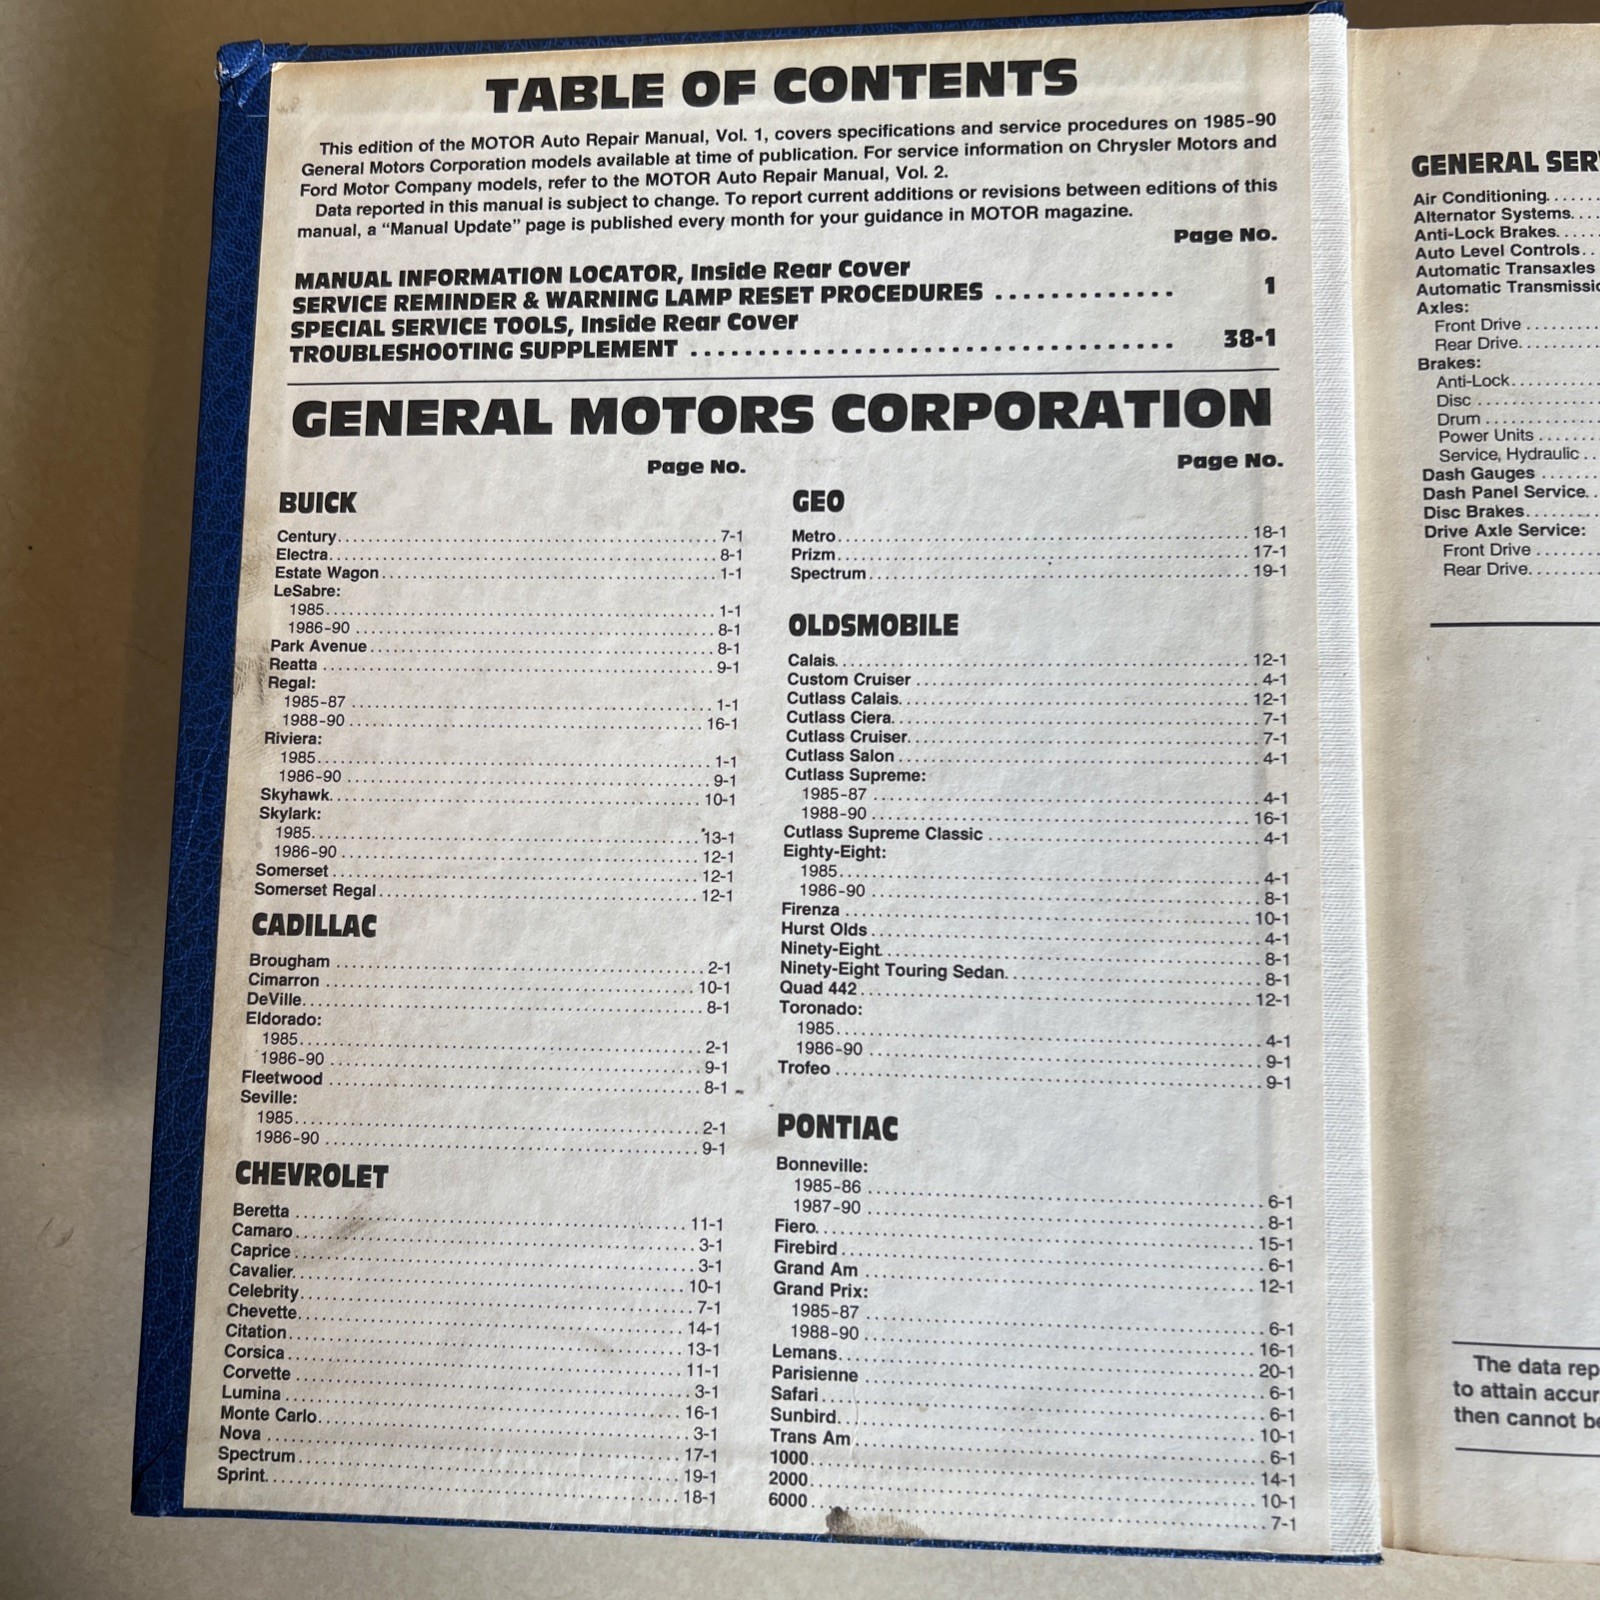 TABLE OF CONTENTS
This edition of the MOTOR Auto Repair Manual, Vol. 1, covers specifications and service procedures on 1985-90
General Motors Corporation models available at time of publication. For service information on Chrysler Motors and
Ford Motor Company models, refer to the MOTOR Auto Repair Manual, Vol. 2.
Data reported in this manual is subject to change. To report current additions or revisions between editions of this
manual, a “Manual Update” page is published every month for your guidance in MOTOR magazine.
Page No.
MANUAL INFORMATION LOCATOR, Inside Rear Cover
SERVICE REMINDER & WARNING LAMP RESET PROCEDURES ............. 1
SPECIAL SERVICE TOOLS, Inside Rear Cover
TROUBLESHOOTING SUPPLEMENT .................................... 38-1
GENERAL MOTORS CORPORATION
Page No.
BUICK
Century........ 7-1
Electra........ 8-1
Estate Wagon........ 1-1
LeSabre:
1985........ 1-1
1986-90........ 8-1
Park Avenue........ 8-1
Reatta........ 9-1
Regal:
1985-87........ 1-1
1988-90........ 16-1
Riviera:
1985........ 1-1
1986-90........ 9-1
Skyhawk........ 10-1
Skylark:
1985........ 13-1
1986-90........ 12-1
Somerset........ 12-1
Somerset Regal........ 12-1
CADILLAC
Brougham........ 2-1
Cimarron........ 10-1
DeVille........ 8-1
Eldorado:
1985........ 2-1
1986-90........ 9-1
Fleetwood........ 8-1
Seville:
1985........ 2-1
1986-90........ 9-1
CHEVROLET
Beretta........ 11-1
Camaro........ 3-1
Caprice........ 3-1
Cavalier........ 10-1
Celebrity........ 7-1
Chevette........ 14-1
Citation........ 13-1
Corsica........ 11-1
Corvette........ 3-1
Lumina........ 16-1
Monte Carlo........ 3-1
Nova........ 17-1
Spectrum........ 19-1
Sprint........ 18-1
Page No.
GEO
Metro........ 18-1
Prizm........ 17-1
Spectrum........ 19-1
OLDSMOBILE
Calais........ 12-1
Custom Cruiser........ 4-1
Cutlass Calais........ 12-1
Cutlass Ciera........ 7-1
Cutlass Cruiser........ 7-1
Cutlass Salon........ 4-1
Cutlass Supreme:
1985-87........ 4-1
1988-90........ 16-1
Cutlass Supreme Classic........ 4-1
Eighty-Eight:
1985........ 4-1
1986-90........ 8-1
Firenza........ 10-1
Hurst Olds........ 4-1
Ninety-Eight........ 8-1
Ninety-Eight Touring Sedan........ 8-1
Quad 442........ 12-1
Toronado:
1985........ 4-1
1986-90........ 9-1
Trofeo........ 9-1
PONTIAC
Bonneville:
1985-86........ 6-1
1987-90........ 8-1
Fiero........ 15-1
Firebird........ 6-1
Grand Am........ 12-1
Grand Prix:
1985-87........ 6-1
1988-90........ 16-1
Lemans........ 20-1
Parisienne........ 6-1
Safari........ 6-1
Sunbird........ 10-1
Trans Am........ 6-1
1000........ 14-1
2000........ 10-1
6000........ 7-1
GENERAL SER
Air Conditioning........
Alternator Systems....
Anti-Lock Brakes.....
Auto Level Controls..
Automatic Transaxles
Automatic Transmissio
Axles:
Front Drive........
Rear Drive........
Brakes:
Anti-Lock........
Disc........
Drum........
Power Units.......
Service, Hydraulic..
Dash Gauges.......
Dash Panel Service..
Disc Brakes........
Drive Axle Service:
Front Drive.......
Rear Drive........
The data rep
to attain accur
then cannot be